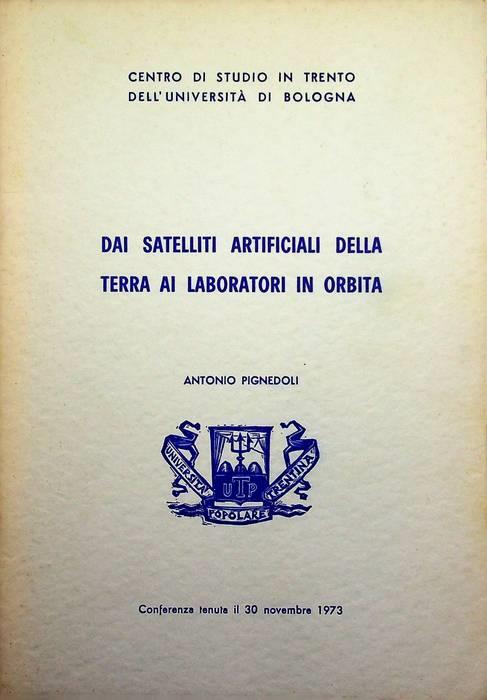 CENTRO DI STUDIO IN TRENTO
DELL'UNIVERSITÀ DI BOLOGNA
DAI SATELLITI ARTIFICIALI DELLA
TERRA AI LABORATORI IN ORBITA
ANTONIO PIGNEDOLI
UTP
UNIVERSITA'
POPOLARE
TRENTINA
Conferenza tenuta il 30 novembre 1973